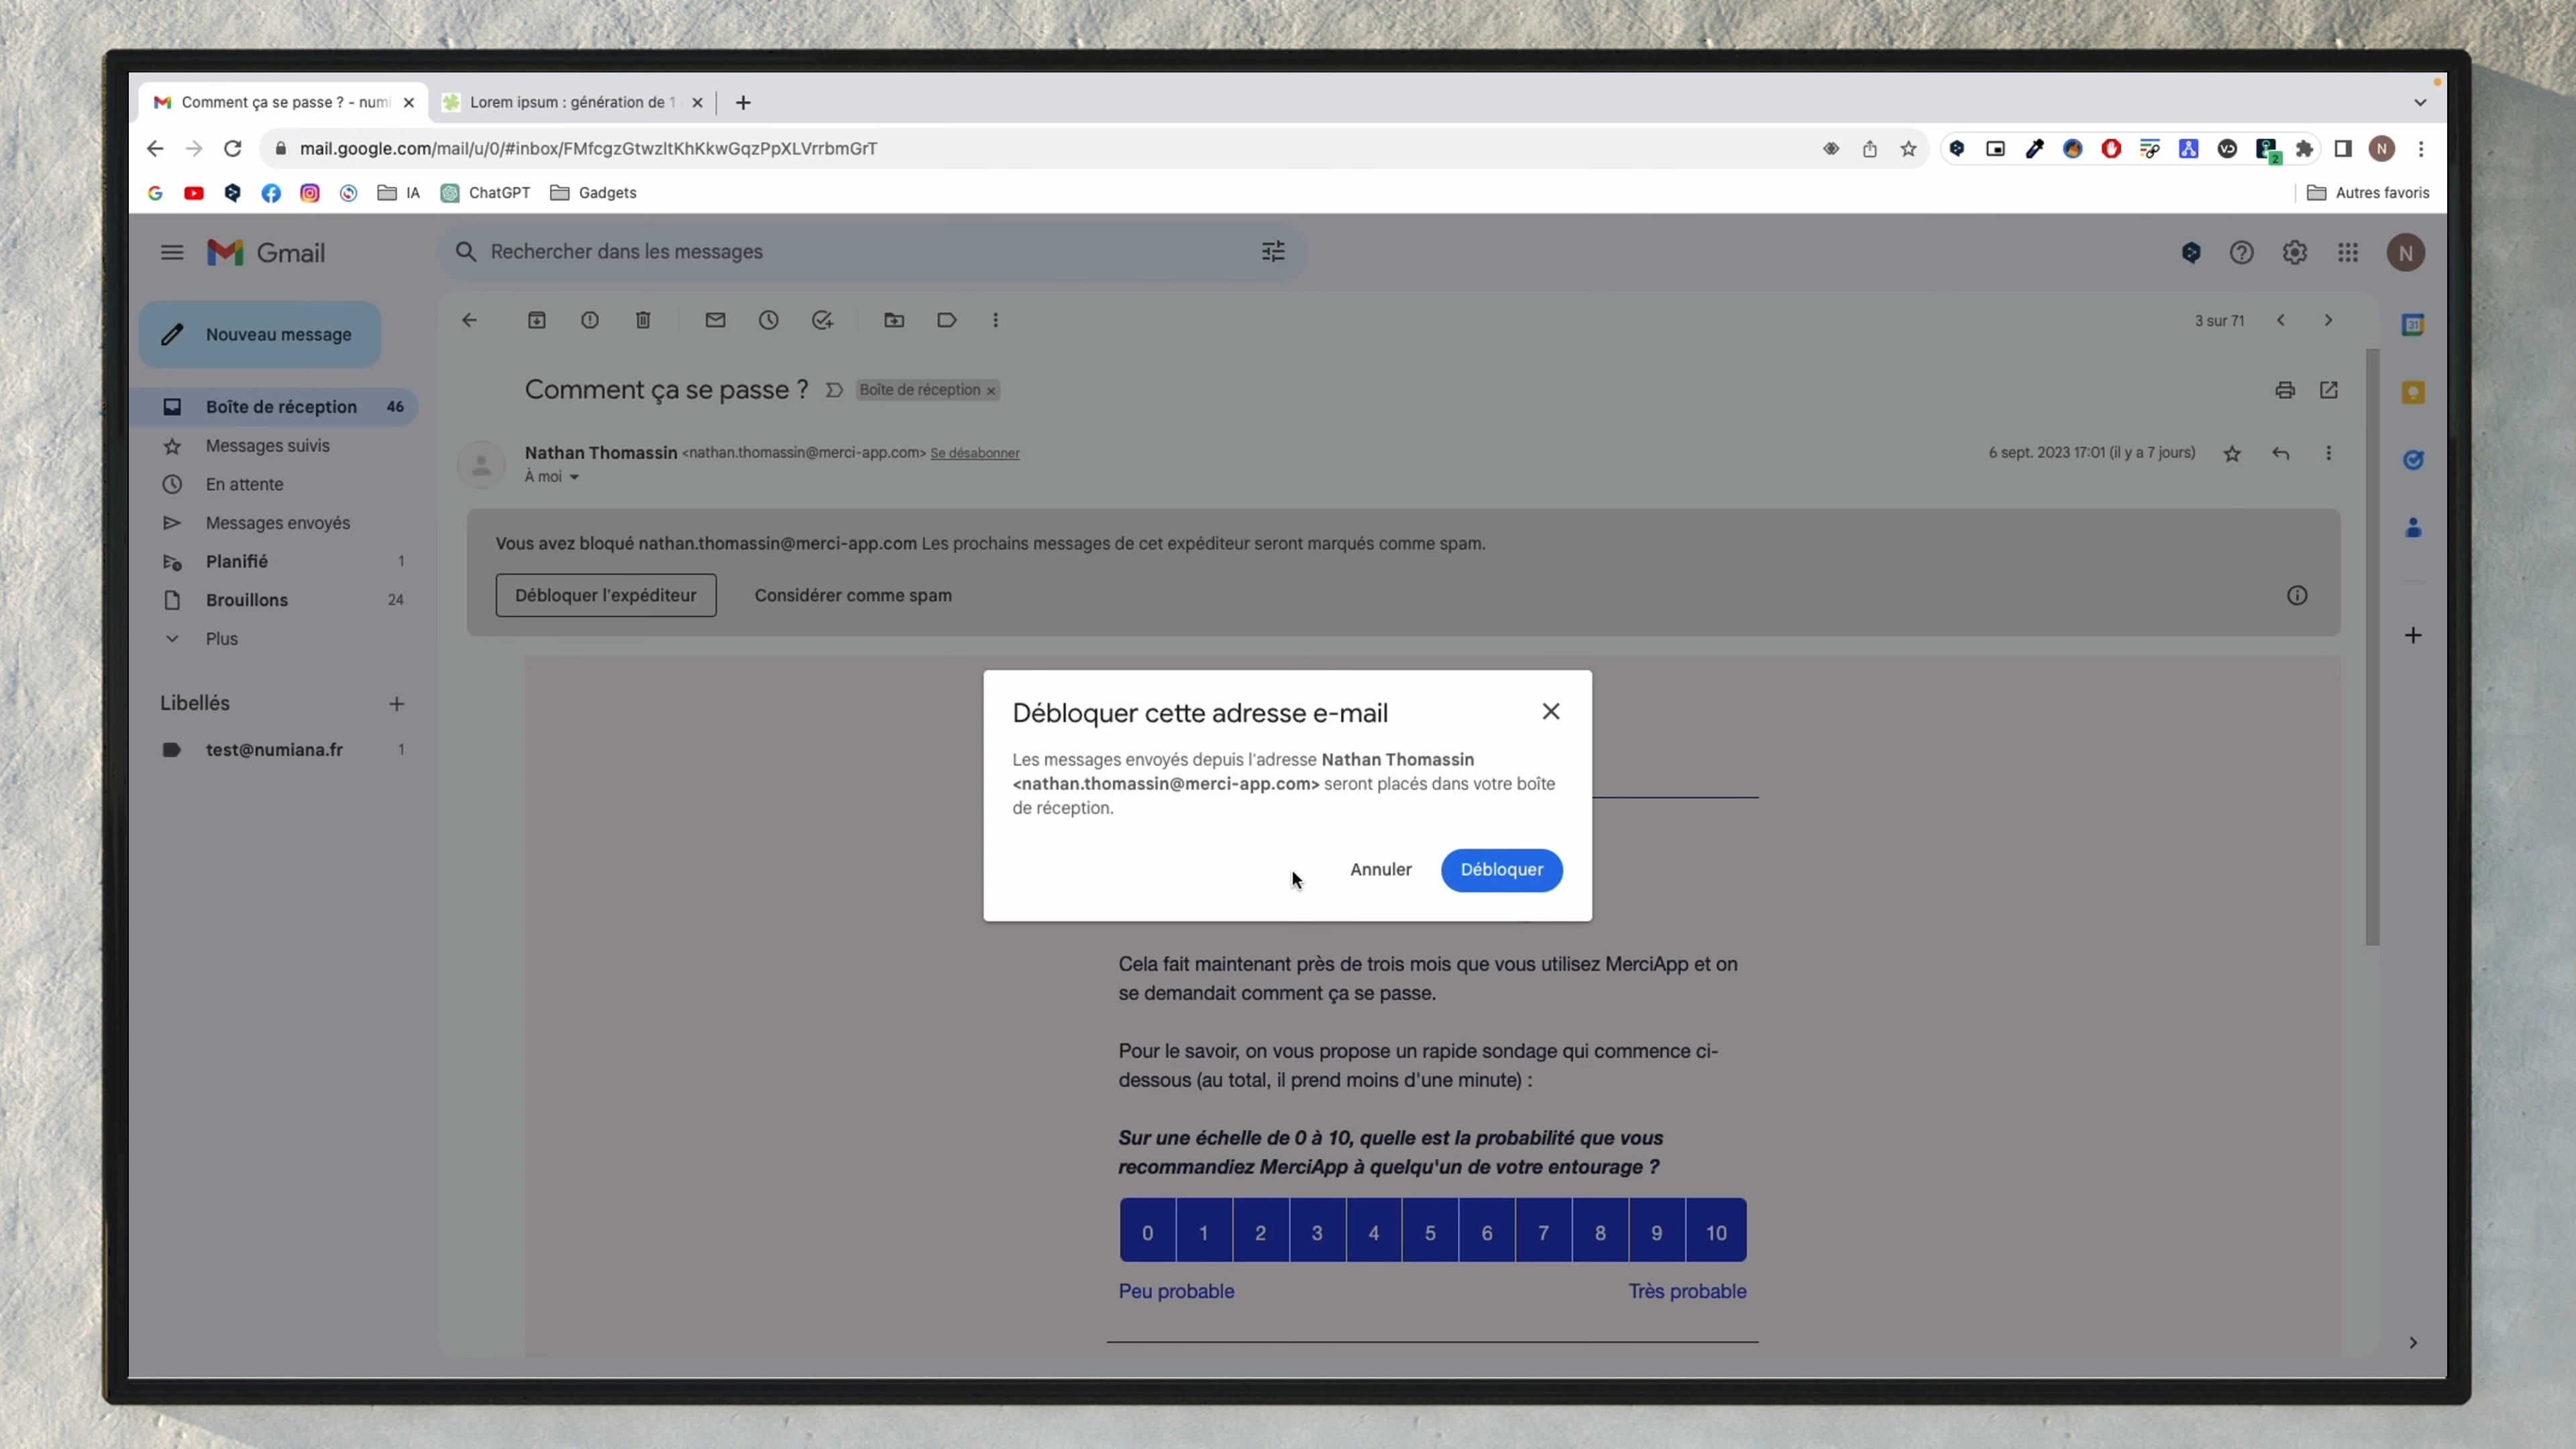 Comment ça se passe ? - numi
Lorem ipsum : génération de 1
mail.google.com/mail/u/0/#inbox/FMfcgzGtwzltKhKkwGqzPpXLVrrbmGrT
2
N
IA
ChatGPT
Gadgets
Autres favoris
Gmail
Rechercher dans les messages
N
Nouveau message
3 sur 71
31
Comment ça se passe ?
Boîte de réception ×
Boîte de réception 46
Messages suivis
En attente
Messages envoyés
Planifié 1
Brouillons 24
Plus
Libellés
test@numiana.fr 1
Nathan Thomassin <nathan.thomassin@merci-app.com> Se désabonner
À moi
6 sept. 2023 17:01 (il y a 7 jours)
Vous avez bloqué nathan.thomassin@merci-app.com Les prochains messages de cet expéditeur seront marqués comme spam.
Débloquer l'expéditeur
Considérer comme spam
Débloquer cette adresse e-mail
Les messages envoyés depuis l'adresse Nathan Thomassin
<nathan.thomassin@merci-app.com> seront placés dans votre boîte
de réception.
Annuler
Débloquer
Cela fait maintenant près de trois mois que vous utilisez MerciApp et on
se demandait comment ça se passe.
Pour le savoir, on vous propose un rapide sondage qui commence ci-
dessous (au total, il prend moins d'une minute) :
Sur une échelle de 0 à 10, quelle est la probabilité que vous
recommandiez MerciApp à quelqu'un de votre entourage ?
0 1 2 3 4 5 6 7 8 9 10
Peu probable
Très probable